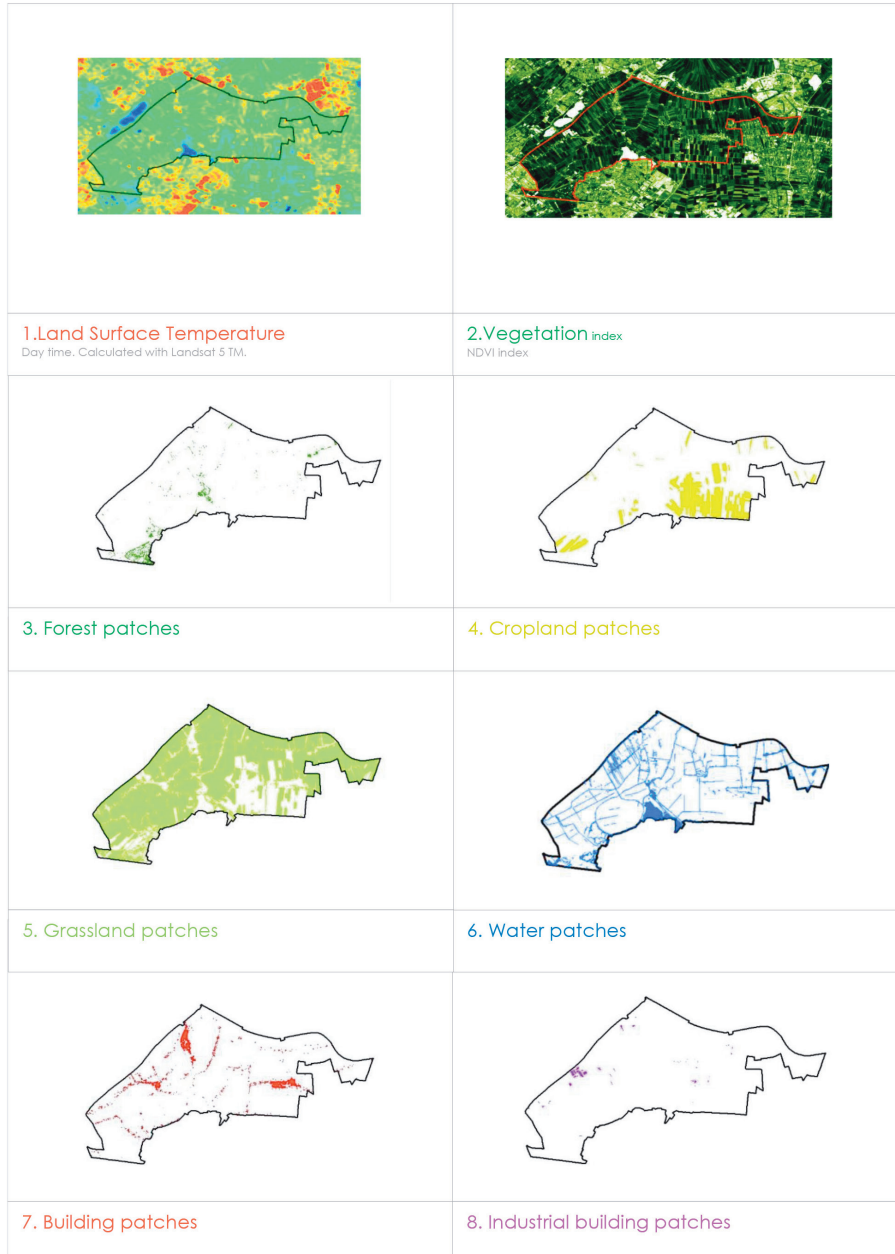 1.Land Surface Temperature
Day time. Calculated with Landsat 5 TM.
2.Vegetation index
NDVI index
3. Forest patches
4. Cropland patches
5. Grassland patches
6. Water patches
7. Building patches
8. Industrial building patches